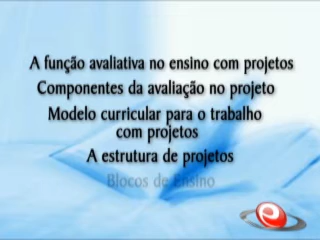 A função avaliativa no ensino com projetos
Componentes da avaliação no projeto
Modelo curricular para o trabalho
com projetos
A estrutura de projetos
Blocos de Ensino
e